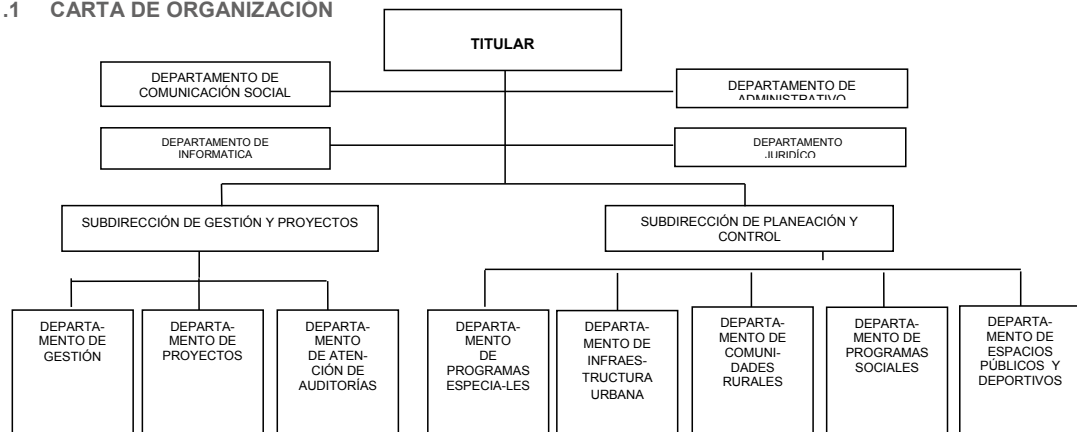 .1 CARTA DE ORGANIZACIÓN
TITULAR
DEPARTAMENTO DE
COMUNICACIÓN SOCIAL
DEPARTAMENTO DE
ADMINISTRATIVO
DEPARTAMENTO DE
INFORMATICA
DEPARTAMENTO
JURIDÍCO
SUBDIRECCIÓN DE GESTIÓN Y PROYECTOS
SUBDIRECCIÓN DE PLANEACIÓN Y
CONTROL
DEPARTA-
MENTO DE
GESTIÓN
DEPARTA-
MENTO DE
PROYECTOS
DEPARTA-
MENTO
DE ATEN-
CIÓN DE
AUDITORÍAS
DEPARTA-
MENTO
DE
PROGRAMAS
ESPECIA-LES
DEPARTA-
MENTO DE
INFRAES-
TRUCTURA
URBANA
DEPARTA-
MENTO DE
COMUNI-
DADES
RURALES
DEPARTA-
MENTO DE
PROGRAMAS
SOCIALES
DEPARTA-
MENTO DE
ESPACIOS
PÚBLICOS Y
DEPORTIVOS